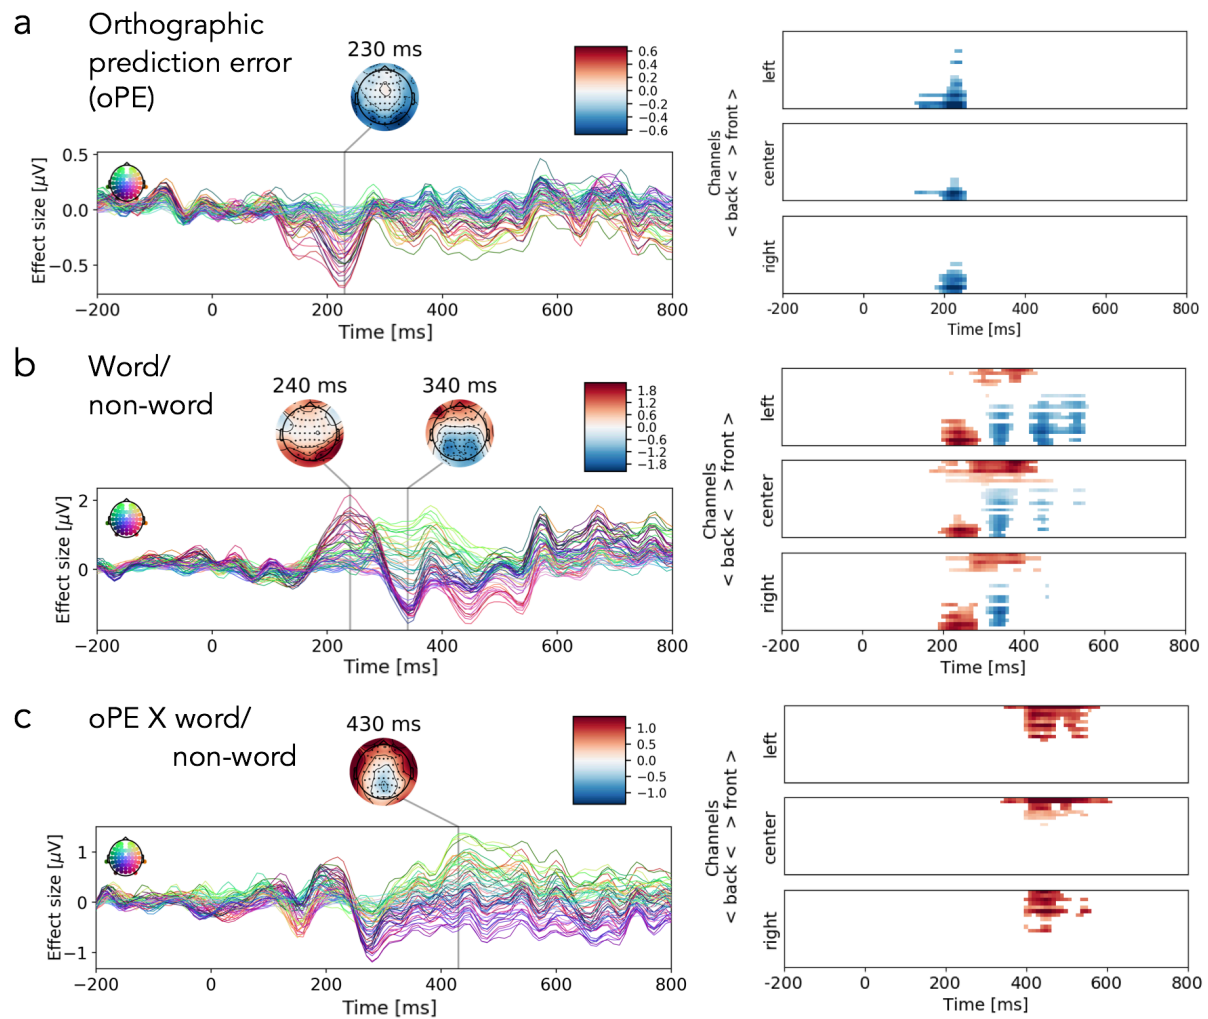 a
Orthographic
prediction error
(oPE)
230 ms
0.6
0.4
0.2
0.0
−0.2
−0.4
−0.6
Effect size [μV]
0.5
0.0
−0.5
−200 0 200 400 600 800
Time [ms]
Channels
< back < > front >
left
center
right
-200 0 200 400 600 800
Time [ms]
b
Word/
non-word
240 ms 340 ms
1.8
1.2
0.6
0.0
−0.6
−1.2
−1.8
Effect size [μV]
2
0
−200 0 200 400 600 800
Time [ms]
Channels
< back < > front >
left
center
right
-200 0 200 400 600 800
Time [ms]
c
oPE X word/
non-word
430 ms
1.0
0.5
0.0
−0.5
−1.0
Effect size [μV]
1
0
−1
−200 0 200 400 600 800
Time [ms]
Channels
< back < > front >
left
center
right
-200 0 200 400 600 800
Time [ms]